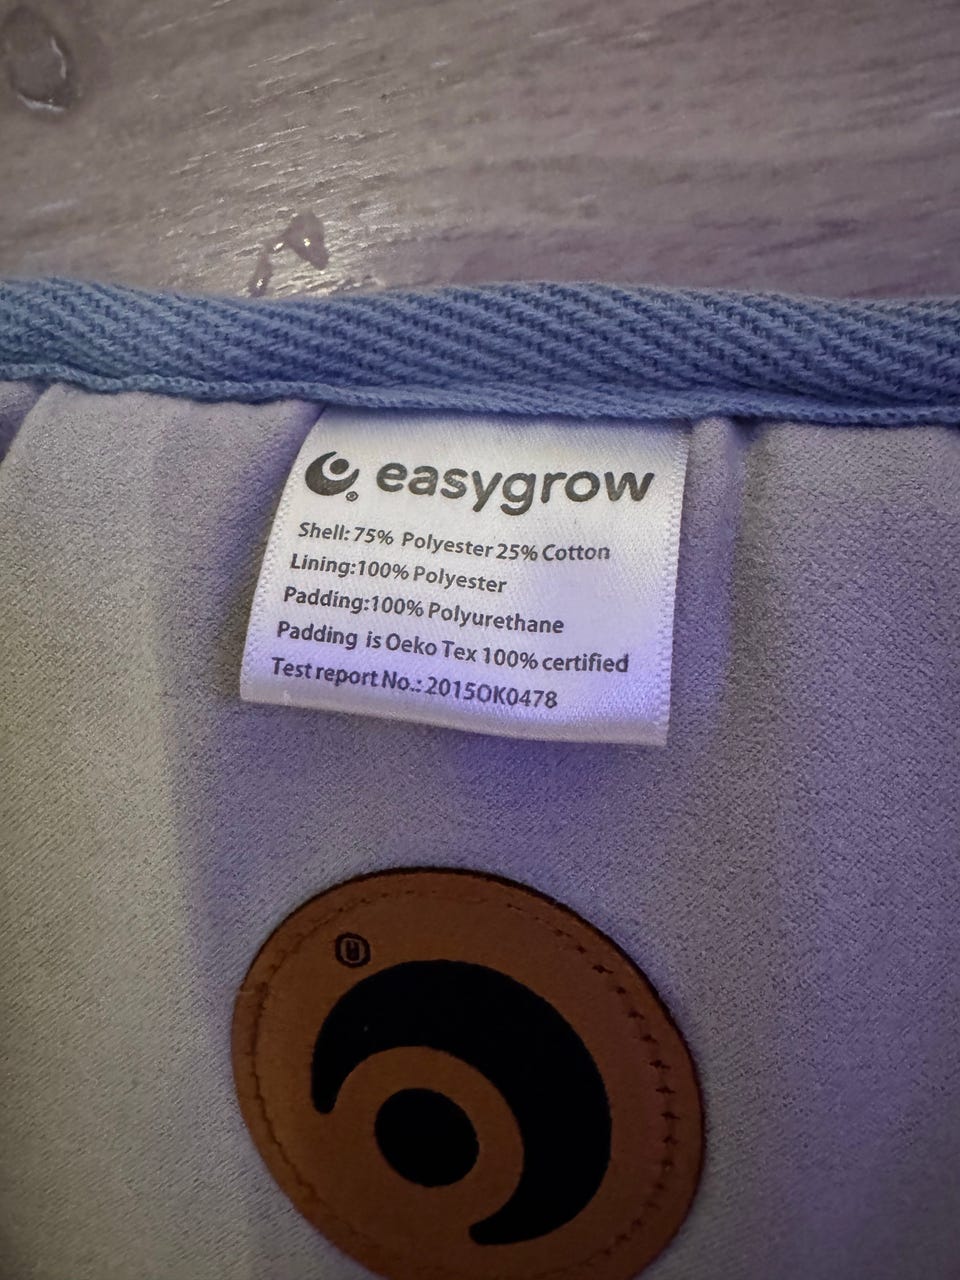 easygrow
Shell: 75% Polyester 25% Cotton
Lining:100% Polyester
Padding:100% Polyurethane
Padding is Oeko Tex 100% certified
Test report No.: 2015OK0478